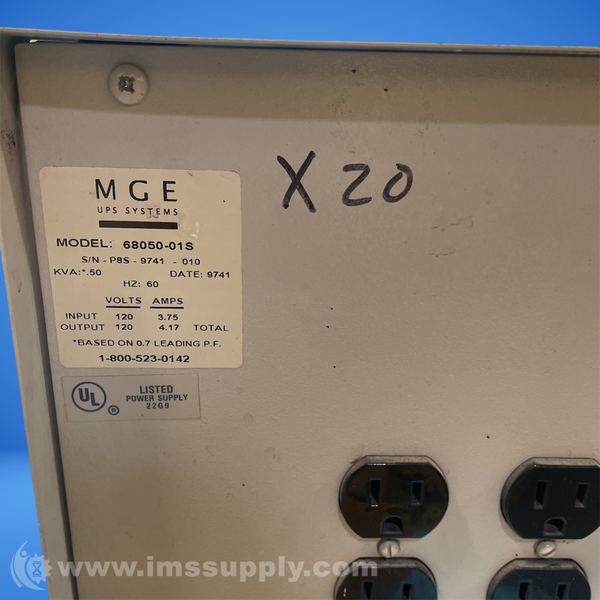 X 20
MGE
UPS SYSTEMS
MODEL: 68050-01S
S/N - P8S - 9741 - 010
KVA:*.50 DATE: 9741
HZ: 60
VOLTS AMPS
INPUT 120 3.75
OUTPUT 120 4.17 TOTAL
*BASED ON 0.7 LEADING P.F.
1-800-523-0142
UL ®
LISTED
POWER SUPPLY
22G9
www.imssupply.com